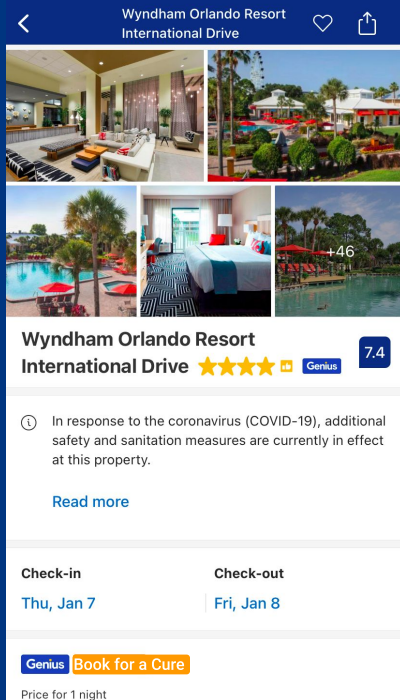 Wyndham Orlando Resort
International Drive
+46
Wyndham Orlando Resort
International Drive
Genius
7.4
In response to the coronavirus (COVID-19), additional
safety and sanitation measures are currently in effect
at this property.
Read more
Check-in
Check-out
Thu, Jan 7
Fri, Jan 8
Genius
Book for a Cure
Price for 1 night